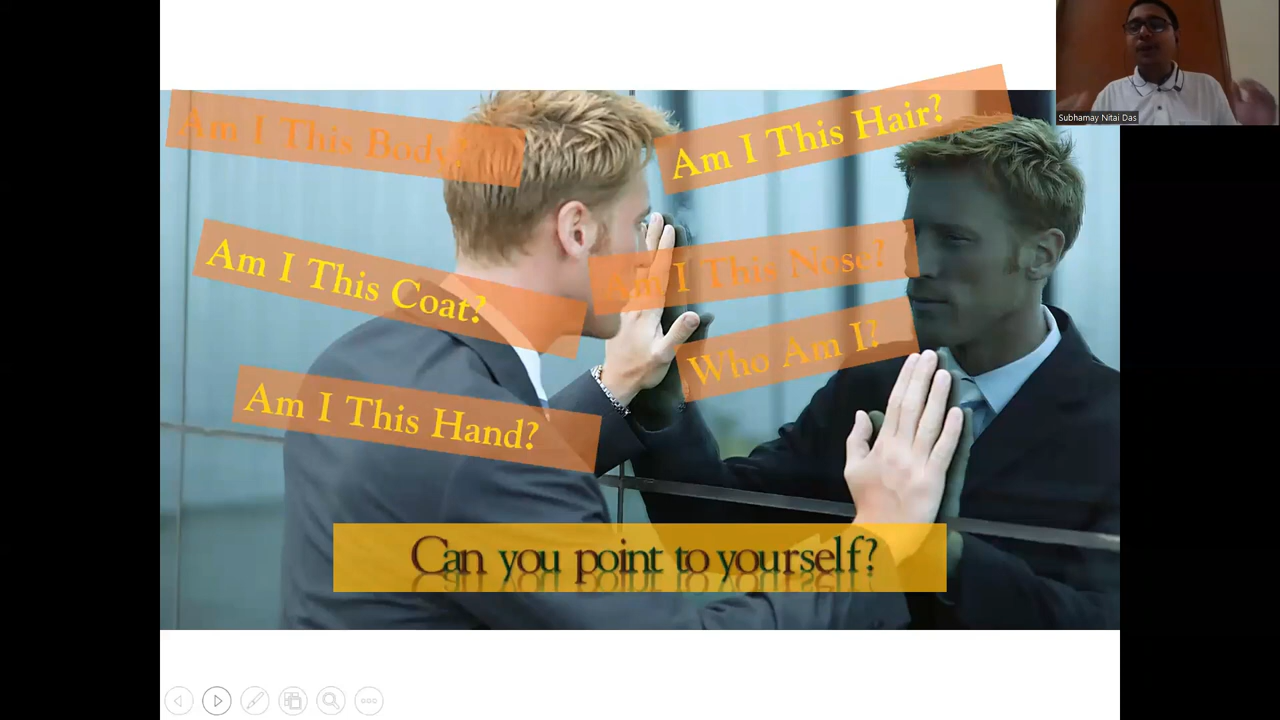 Subhamay Nitai Das
Am I This Body?
Am I This Hair?
Am I This Coat?
Am I This Nose?
Who Am I?
Am I This Hand?
Can you point to yourself?